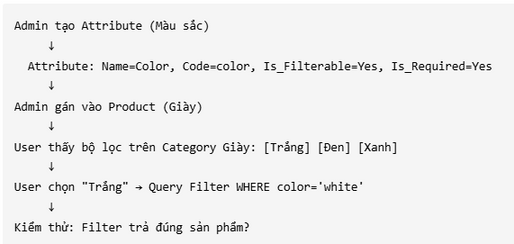 Admin tạo Attribute (Màu sắc)
↓
Attribute: Name=Color, Code=color, Is_Filterable=Yes, Is_Required=Yes
↓
Admin gán vào Product (Giày)
↓
User thấy bộ lọc trên Category Giày: [Trắng] [Đen] [Xanh]
↓
User chọn "Trắng" → Query Filter WHERE color='white'
↓
Kiểm thử: Filter trả đúng sản phẩm?